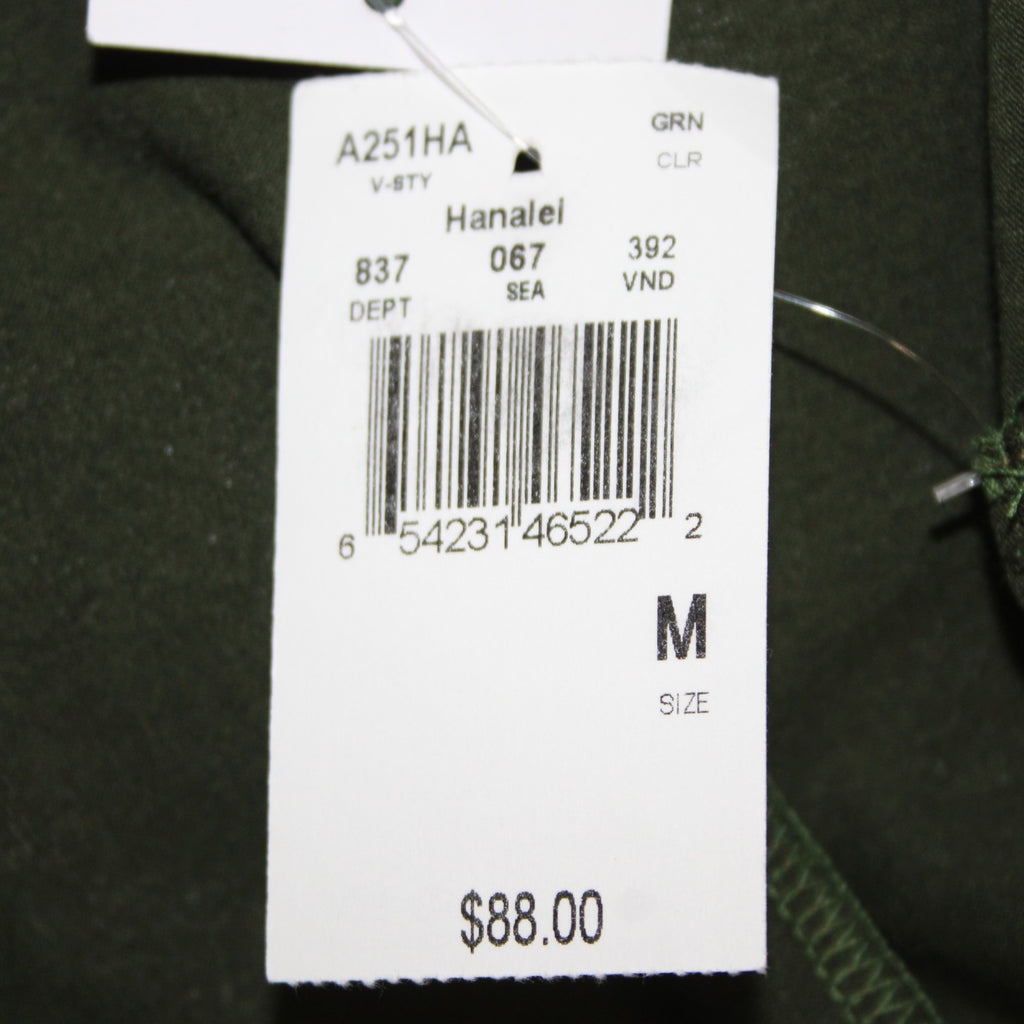 A251HA GRN
V-STY CLR
Hanalei
837 067 392
DEPT SEA VND
6 54231 46522 2
M
SIZE
$88.00